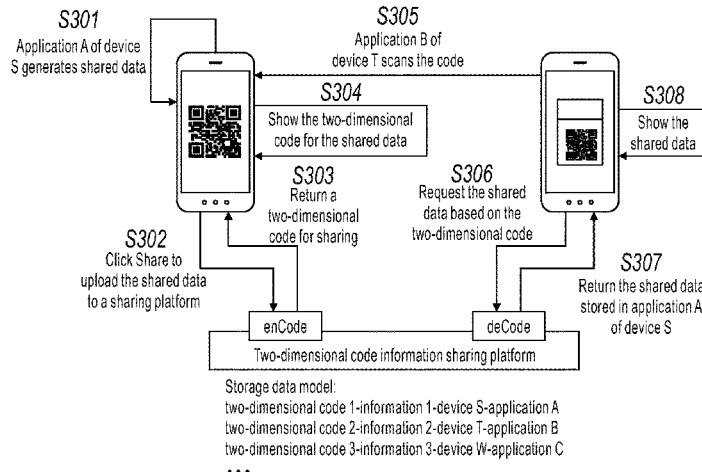 S301
Application A of device
S generates shared data
S305
Application B of
device T scans the code
S304
Show the two-dimensional
code for the shared data
S308
Show the
shared data
S303
Return a
two-dimensional
code for sharing
S306
Request the shared
data based on the
two-dimensional code
S302
Click Share to
upload the shared data
to a sharing platform
S307
Return the shared data
stored in application A
of device S
enCode
deCode
Two-dimensional code information sharing platform
Storage data model:
two-dimensional code 1-information 1-device S-application A
two-dimensional code 2-information 2-device T-application B
two-dimensional code 3-information 3-device W-application C
...